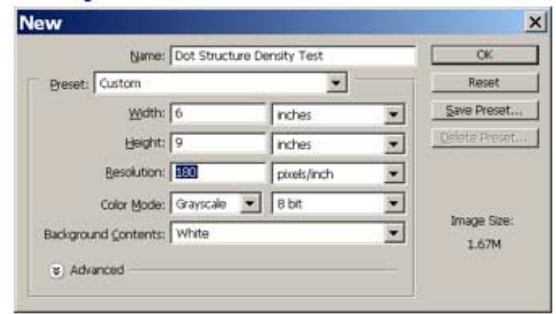 New
Name: Dot Structure Density Test
OK
Preset: Custom
Reset
Width: 6 inches
Save Preset...
Height: 9 inches
Delete Preset...
Resolution: 180 pixels/inch
Color Mode: Grayscale 8 bit
Image Size:
Background Contents: White
1.67M
Advanced